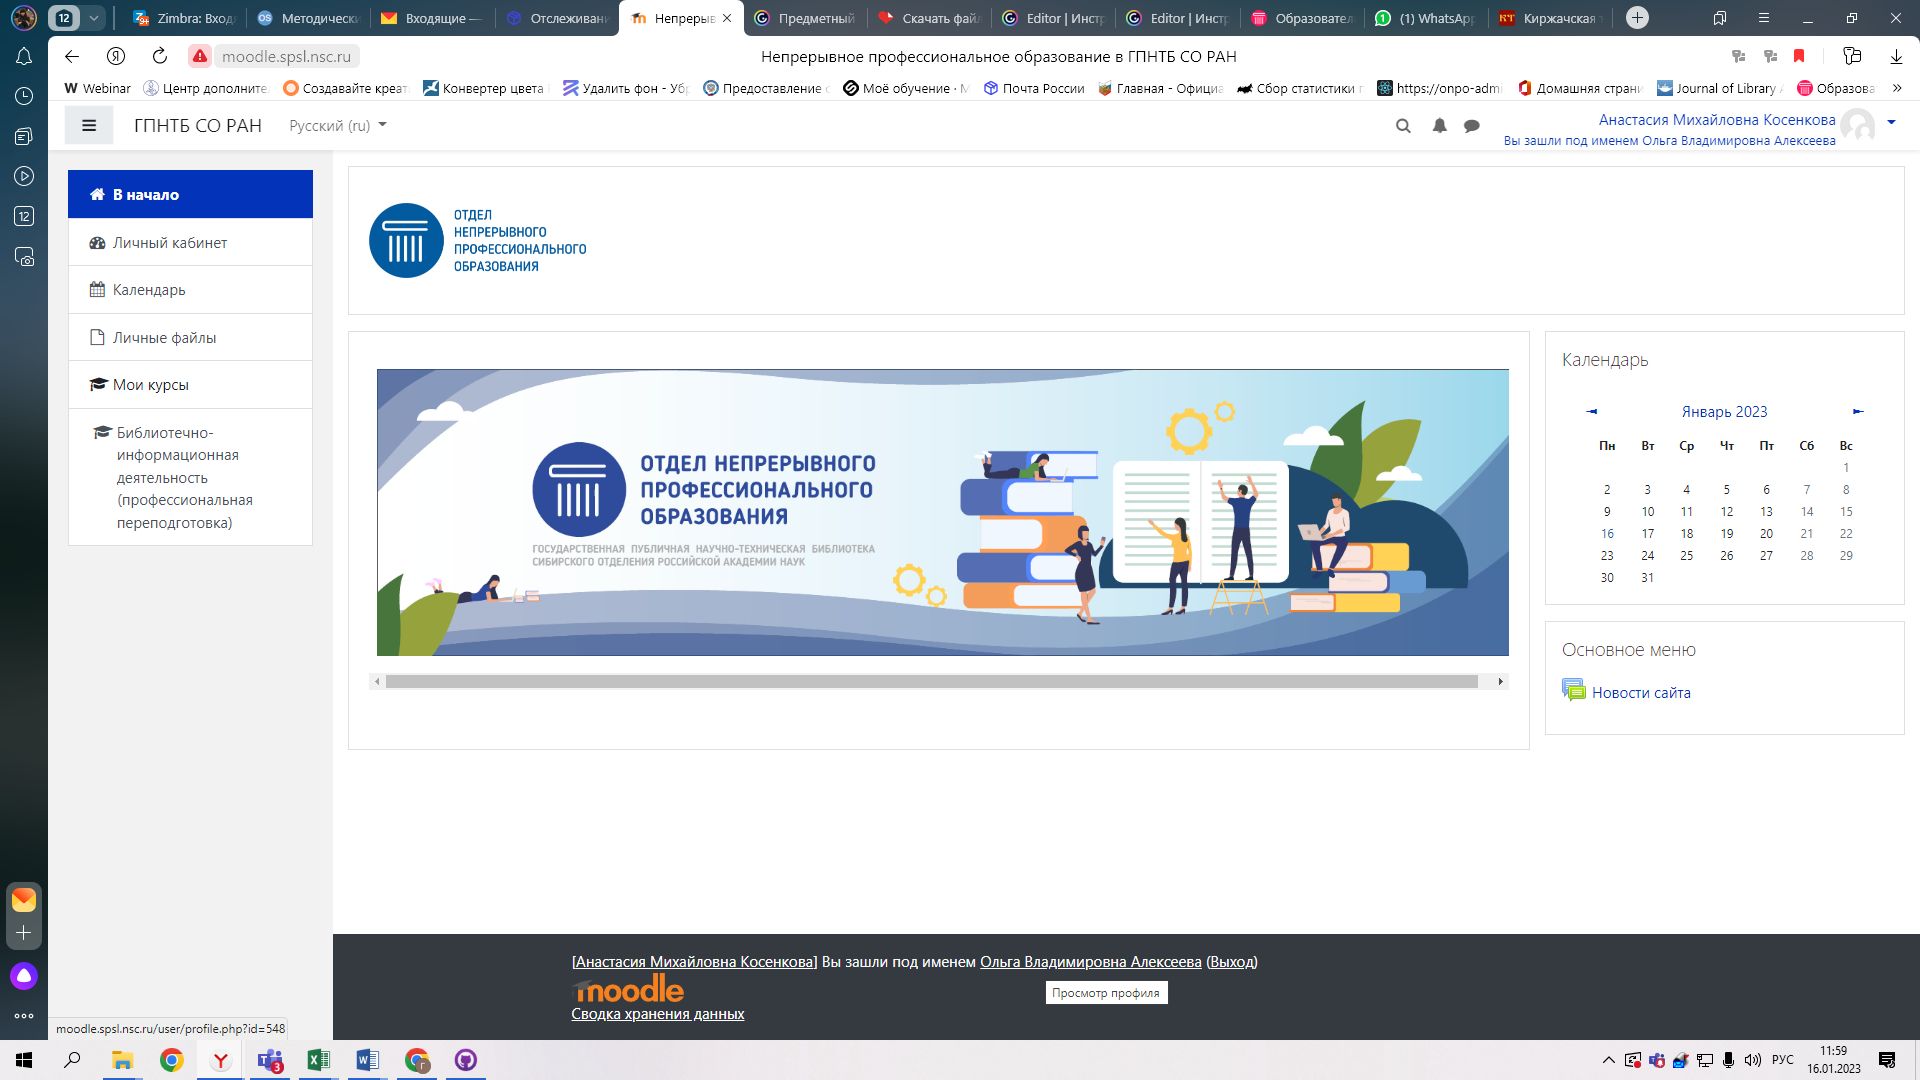 12
Zimbra: Вход
Методически
Входящие —
Отслеживани
Непрерыв
Предметный
Скачать файл
Editor | Инстр
Editor | Инстр
Образовател
(1) WhatsApp
Киржачская т
moodle.spsl.nsc.ru
Непрерывное профессиональное образование в ГПНТБ СО РАН
Webinar
Центр дополните
Создавайте креат
Конвертер цвета
Удалить фон - Убр
Предоставление с
Моё обучение · М
Почта России
Главная - Официа
Сбор статистики п
https://onpo-admi
Домашняя страни
Journal of Library A
Образова
»
ГПНТБ СО РАН
Русский (ru)
Анастасия Михайловна Косенкова
Вы зашли под именем Ольга Владимировна Алексеева
12
В начало
Личный кабинет
Календарь
Личные файлы
Мои курсы
Библиотечно-
информационная
деятельность
(профессиональная
переподготовка)
ОТДЕЛ
НЕПРЕРЫВНОГО
ПРОФЕССИОНАЛЬНОГО
ОБРАЗОВАНИЯ
ОТДЕЛ НЕПРЕРЫВНОГО
ПРОФЕССИОНАЛЬНОГО
ОБРАЗОВАНИЯ
ГОСУДАРСТВЕННАЯ ПУБЛИЧНАЯ НАУЧНО-ТЕХНИЧЕСКАЯ БИБЛИОТЕКА
СИБИРСКОГО ОТДЕЛЕНИЯ РОССИЙСКОЙ АКАДЕМИИ НАУК
Календарь
Январь 2023
Пн Вт Ср Чт Пт Сб Вс
1
2 3 4 5 6 7 8
9 10 11 12 13 14 15
16 17 18 19 20 21 22
23 24 25 26 27 28 29
30 31
Основное меню
Новости сайта
[Анастасия Михайловна Косенкова] Вы зашли под именем Ольга Владимировна Алексеева (Выход)
moodle
Просмотр профиля
Сводка хранения данных
moodle.spsl.nsc.ru/user/profile.php?id=548
3
РУС
11:59
16.01.2023